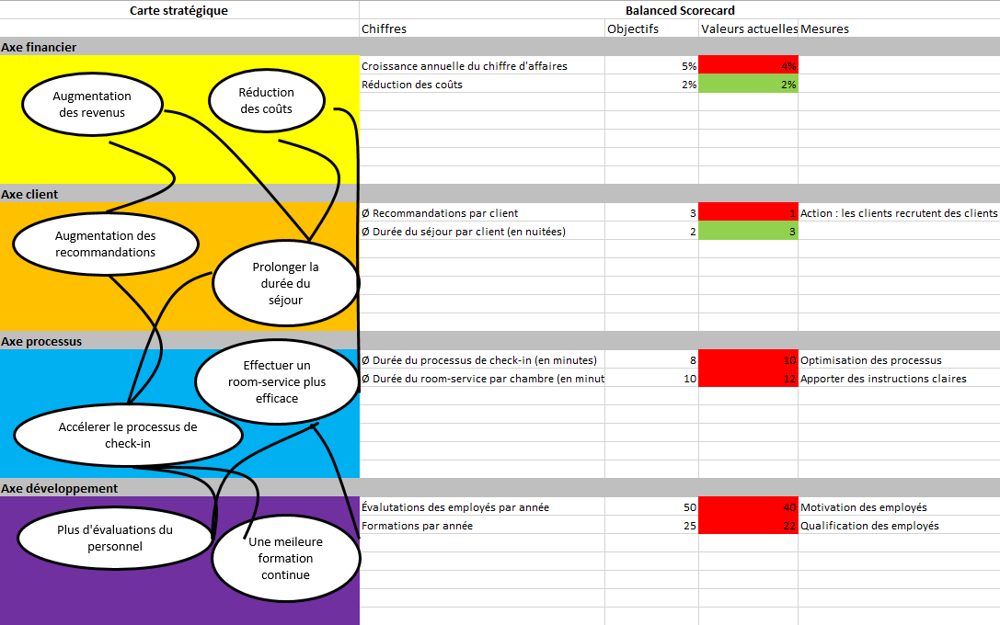 Carte stratégique Balanced Scorecard
Chiffres Objectifs Valeurs actuelles Mesures
Axe financier
Augmentation
des revenus
Réduction
des coûts
Croissance annuelle du chiffre d'affaires 5% 4%
Réduction des coûts 2% 2%
Axe client
Augmentation des
recommandations
Prolonger la
durée du
séjour
Ø Recommandations par client 3 1 Action : les clients recrutent des clients
Ø Durée du séjour par client (en nuitées) 2 3
Axe processus
Effectuer un
room-service plus
efficace
Accélerer le processus de
check-in
Ø Durée du processus de check-in (en minutes) 8 10 Optimisation des processus
Ø Durée du room-service par chambre (en minut 10 12 Apporter des instructions claires
Axe développement
Plus d'évaluations du
personnel
Une meileure
formation
continue
Évalutations des employés par année 50 40 Motivation des employés
Formations par année 25 22 Qualification des employés